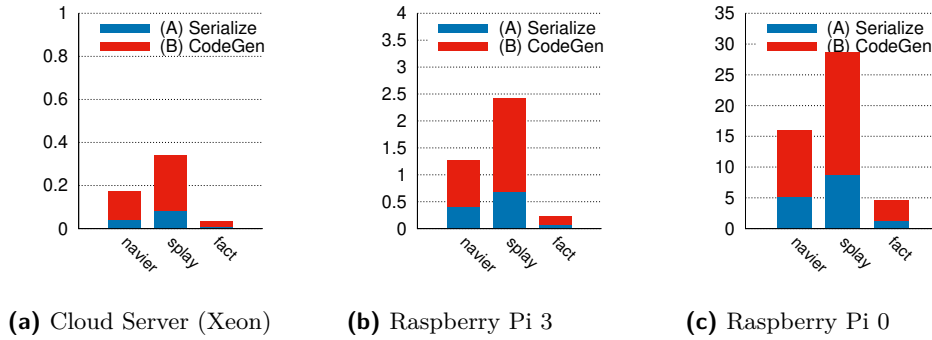 1
0.8
0.6
0.4
0.2
0
(A) Serialize
(B) CodeGen
navier
splay
fact
(a) Cloud Server (Xeon)
4
3.5
3
2.5
2
1.5
1
0.5
0
(A) Serialize
(B) CodeGen
navier
splay
fact
(b) Raspberry Pi 3
35
30
25
20
15
10
5
0
(A) Serialize
(B) CodeGen
navier
splay
fact
(c) Raspberry Pi 0